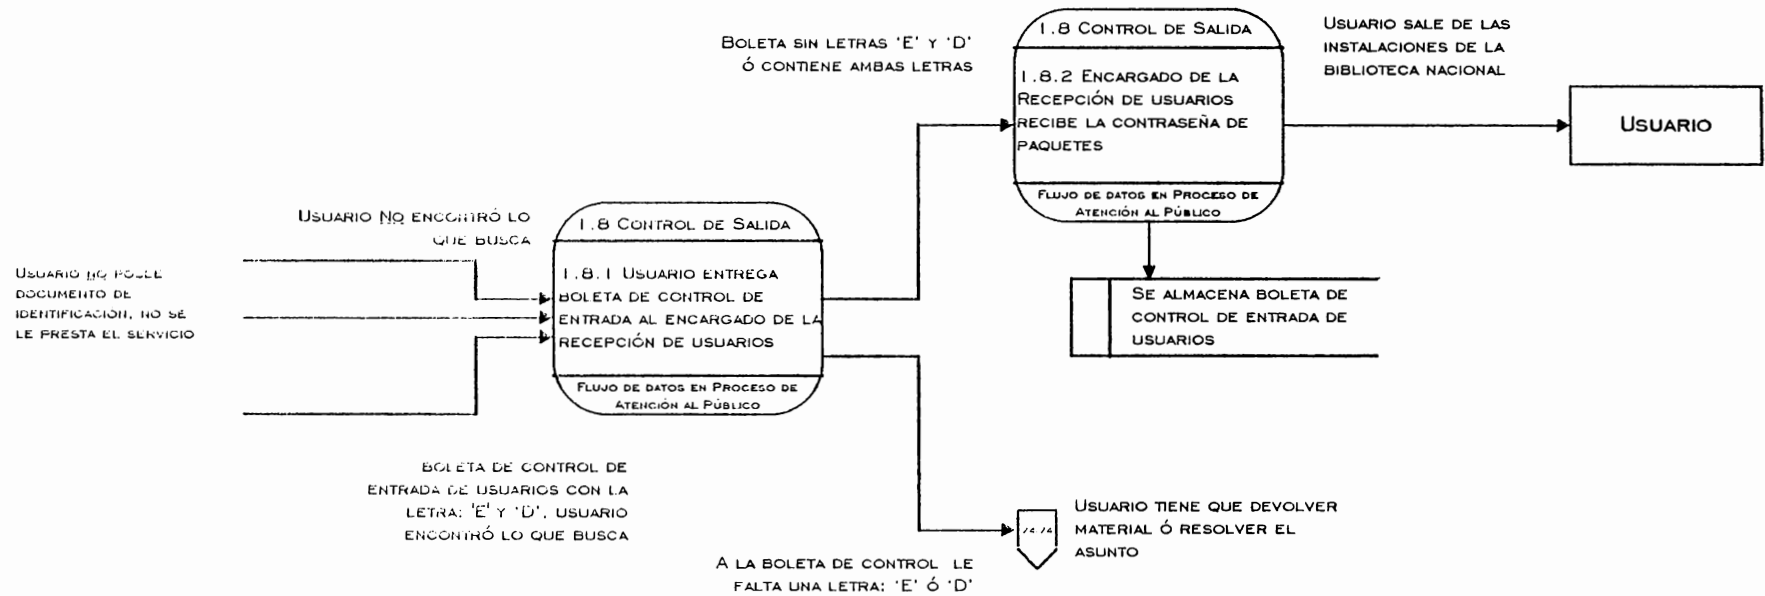 USUARIO NO POSEE
DOCUMENTO DE
IDENTIFICACIÓN, NO SE
LE PRESTA EL SERVICIO
USUARIO NO ENCONTRÓ LO
QUE BUSCA
BOLETA DE CONTROL DE
ENTRADA DE USUARIOS CON LA
LETRA: 'E' Y 'D', USUARIO
ENCONTRÓ LO QUE BUSCA
1.8 CONTROL DE SALIDA
1.8.1 USUARIO ENTREGA
BOLETA DE CONTROL DE
ENTRADA AL ENCARGADO DE LA
RECEPCIÓN DE USUARIOS
FLUJO DE DATOS EN PROCESO DE
ATENCIÓN AL PÚBLICO
BOLETA SIN LETRAS 'E' Y 'D'
Ó CONTIENE AMBAS LETRAS
1.8 CONTROL DE SALIDA
1.8.2 ENCARGADO DE LA
RECEPCIÓN DE USUARIOS
RECIBE LA CONTRASEÑA DE
PAQUETES
FLUJO DE DATOS EN PROCESO DE
ATENCIÓN AL PÚBLICO
USUARIO SALE DE LAS
INSTALACIONES DE LA
BIBLIOTECA NACIONAL
USUARIO
SE ALMACENA BOLETA DE
CONTROL DE ENTRADA DE
USUARIOS
A LA BOLETA DE CONTROL LE
FALTA UNA LETRA: 'E' Ó 'D'
USUARIO TIENE QUE DEVOLVER
MATERIAL Ó RESOLVER EL
ASUNTO